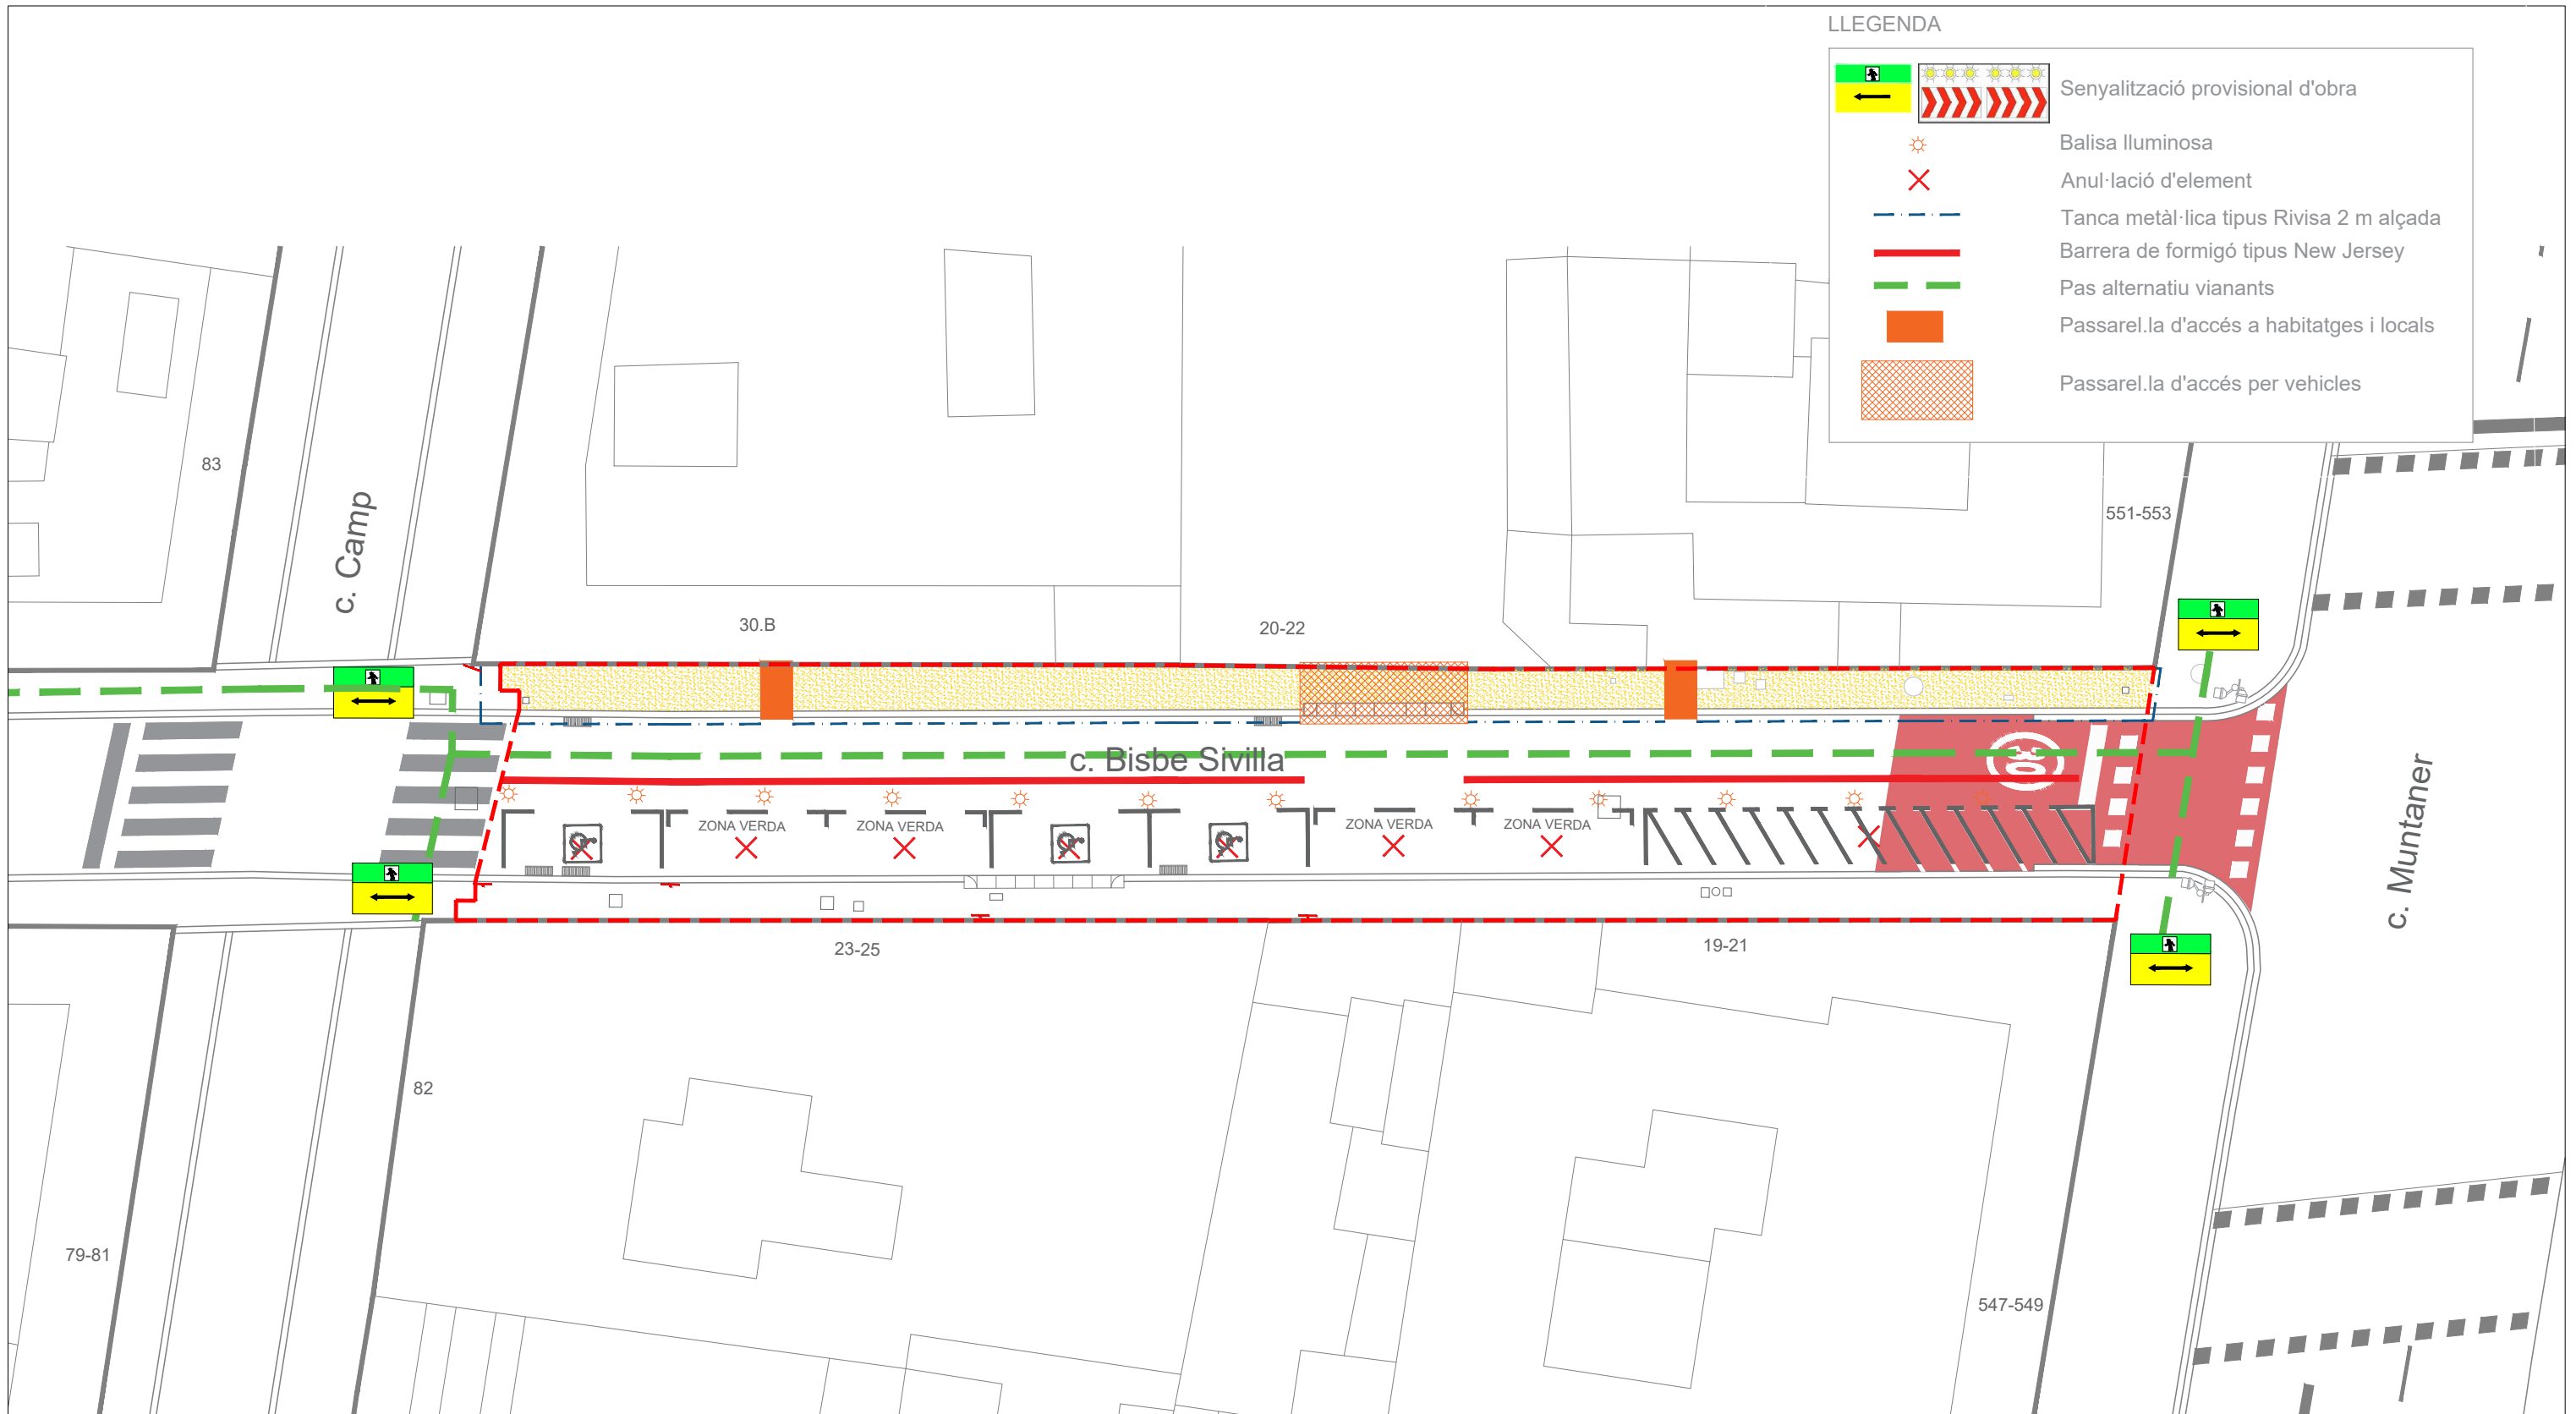 LLEGENDA
Senyalització provisional d'obra
Balisa lluminosa
Anul·lació d'element
Tanca metàl·lica tipus Rivisa 2 m alçada
Barrera de formigó tipus New Jersey
Pas alternatiu vianants
Passarel.la d'accés a habitatges i locals
Passarel.la d'accés per vehicles
83
c. Camp
551-553
30.B
20-22
c. Bisbe Sivilla
30
c. Muntaner
ZONA VERDA
ZONA VERDA
ZONA VERDA
ZONA VERDA
23-25
19-21
82
79-81
547-549